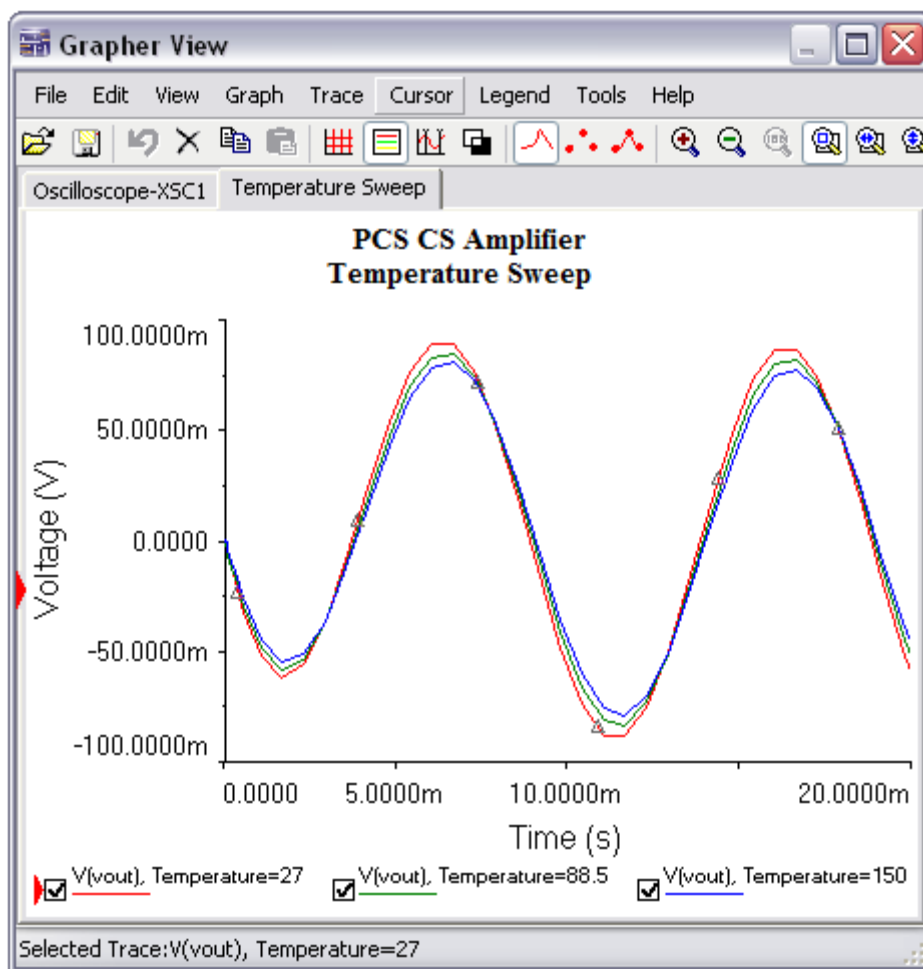 Grapher View
File Edit View Graph Trace Cursor Legend Tools Help
Oscilloscope-XSC1 Temperature Sweep
PCS CS Amplifier
Temperature Sweep
100.0000m
50.0000m
0.0000
-50.0000m
-100.0000m
Voltage (V)
0.0000 5.0000m 10.0000m 20.0000m
Time (s)
V(vout), Temperature=27 V(vout), Temperature=88.5 V(vout), Temperature=150
Selected Trace:V(vout), Temperature=27